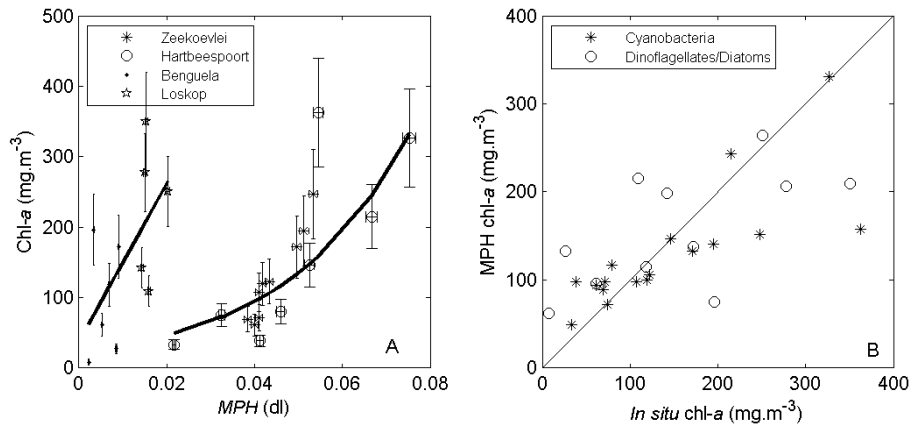 500
400
300
200
100
0
Chl-a (mg.m⁻³)
Zeekoevlei
Hartbeespoort
Benguela
Loskop
A
0 0.02 0.04 0.06 0.08
MPH (dl)
400
300
200
100
0
MPH chl-a (mg.m⁻³)
Cyanobacteria
Dinoflagellates/Diatoms
B
0 100 200 300 400
In situ chl-a (mg.m⁻³)